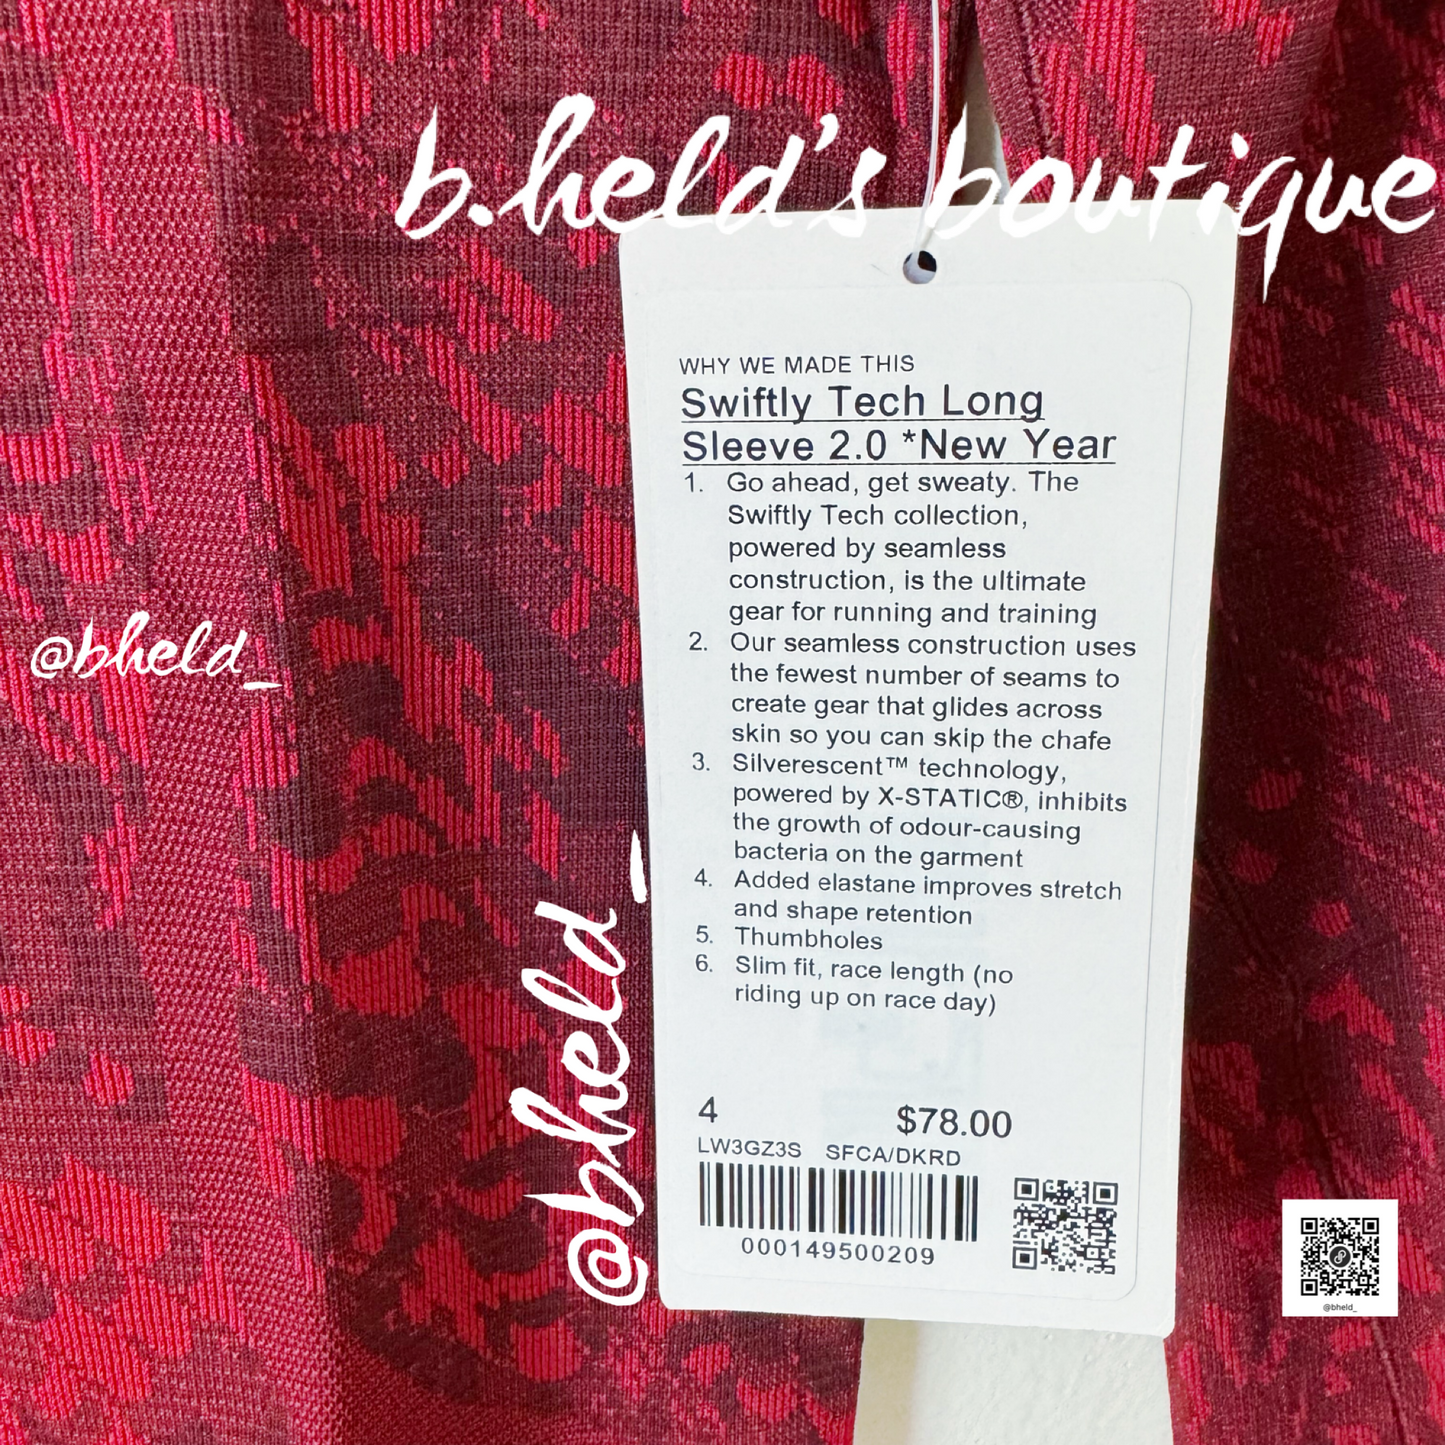 b.held's boutique
WHY WE MADE THIS
Swiftly Tech Long
Sleeve 2.0 *New Year
1. Go ahead, get sweaty. The
Swiftly Tech collection,
powered by seamless
construction, is the ultimate
gear for running and training
2. Our seamless construction uses
the fewest number of seams to
create gear that glides across
skin so you can skip the chafe
3. Silverescent™ technology,
powered by X-STATIC®, inhibits
the growth of odour-causing
bacteria on the garment
4. Added elastane improves stretch
and shape retention
5. Thumbholes
6. Slim fit, race length (no
riding up on race day)
4 $78.00
LW3GZ3S SFCA/DKRD
000149500209
@bheld_
@bheld_
@bheld_